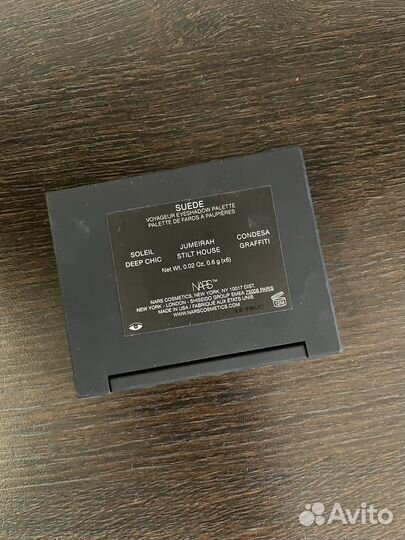 SUEDE
VOYAGEUR EYESHADOW PALETTE
PALETTE DE FARDS À PAUPIÈRES
SOLEIL JUMEIRAH CONDESA
DEEP CHIC STILT HOUSE GRAFFITI
Net Wt. 0.02 Oz. 0.6 g (x6)
NARS™
NARS COSMETICS, NEW YORK, NY 10017 DIST.
NEW YORK - LONDON - SHISEIDO GROUP EMEA 75008 PARIS
MADE IN USA / FABRIQUÉ AUX ÉTATS UNIS
WWW.NARSCOSMETICS.COM
Avito